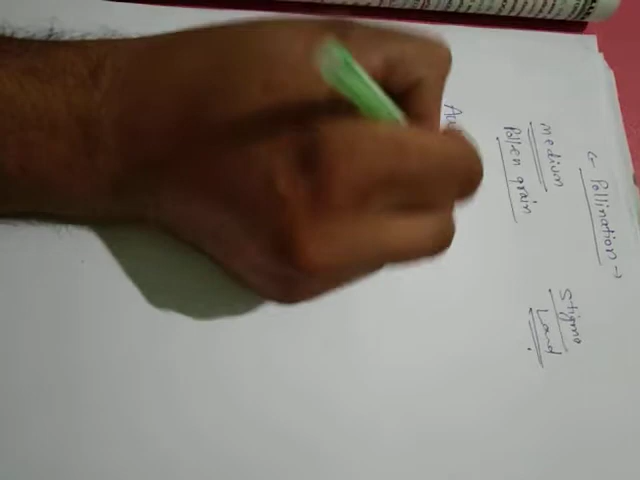 G Pollination →
medium
Stigma
Pollen grain
Land